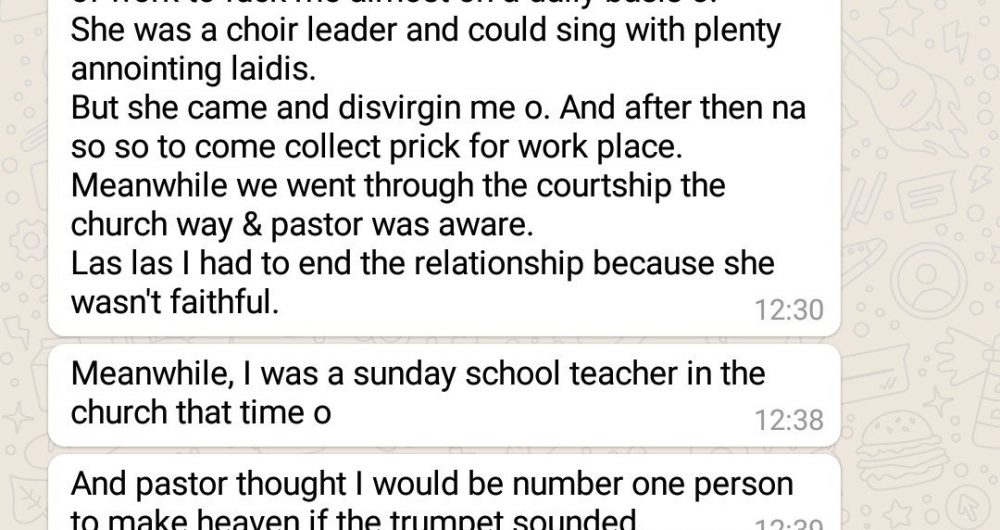 She was a choir leader and could sing with plenty
annointing laidis.
But she came and disvirgin me o. And after then na
so so to come collect prick for work place.
Meanwhile we went through the courtship the
church way & pastor was aware.
Las las I had to end the relationship because she
wasn't faithful.
12:30
Meanwhile, I was a sunday school teacher in the
church that time o
12:38
And pastor thought I would be number one person
to make heaven if the trumpet sounded
12:39